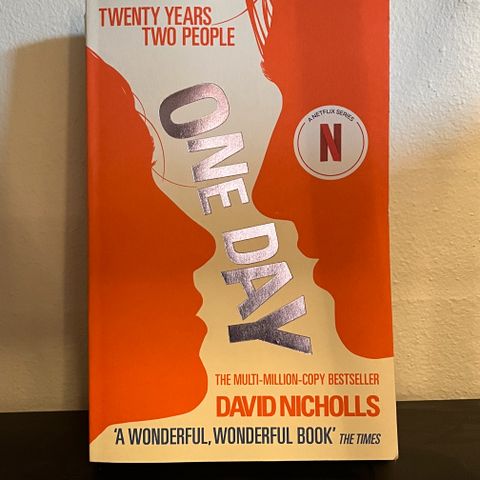 TWENTY YEARS
TWO PEOPLE
ONE DAY
A NETFLIX SERIES
N
THE MULTI-MILLION-COPY BESTSELLER
DAVID NICHOLLS
'A WONDERFUL, WONDERFUL BOOK' THE TIMES